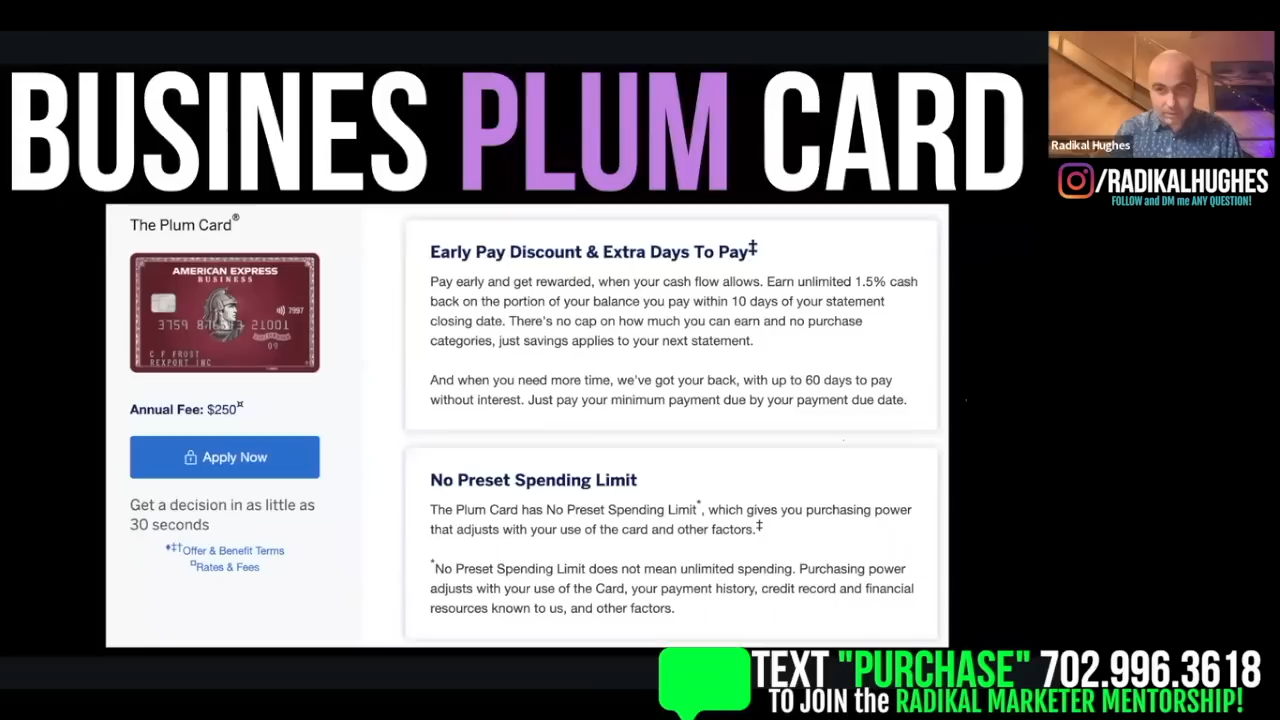 BUSINES PLUM CARD
Radikal Hughes
/RADIKALHUGHES
FOLLOW and DM me ANY QUESTION!
The Plum Card®
AMERICAN EXPRESS
BUSINESS
7997
21001
09
C F FROST
REXPORT INC
Annual Fee: $250¤
Apply Now
Get a decision in as little as
30 seconds
♦‡†Offer & Benefit Terms
¤Rates & Fees
Early Pay Discount & Extra Days To Pay‡
Pay early and get rewarded, when your cash flow allows. Earn unlimited 1.5% cash
back on the portion of your balance you pay within 10 days of your statement
closing date. There's no cap on how much you can earn and no purchase
categories, just savings applies to your next statement.
And when you need more time, we've got your back, with up to 60 days to pay
without interest. Just pay your minimum payment due by your payment due date.
No Preset Spending Limit
The Plum Card has No Preset Spending Limit*, which gives you purchasing power
that adjusts with your use of the card and other factors.‡
*No Preset Spending Limit does not mean unlimited spending. Purchasing power
adjusts with your use of the Card, your payment history, credit record and financial
resources known to us, and other factors.
TEXT "PURCHASE" 702.996.3618
TO JOIN the RADIKAL MARKETER MENTORSHIP!